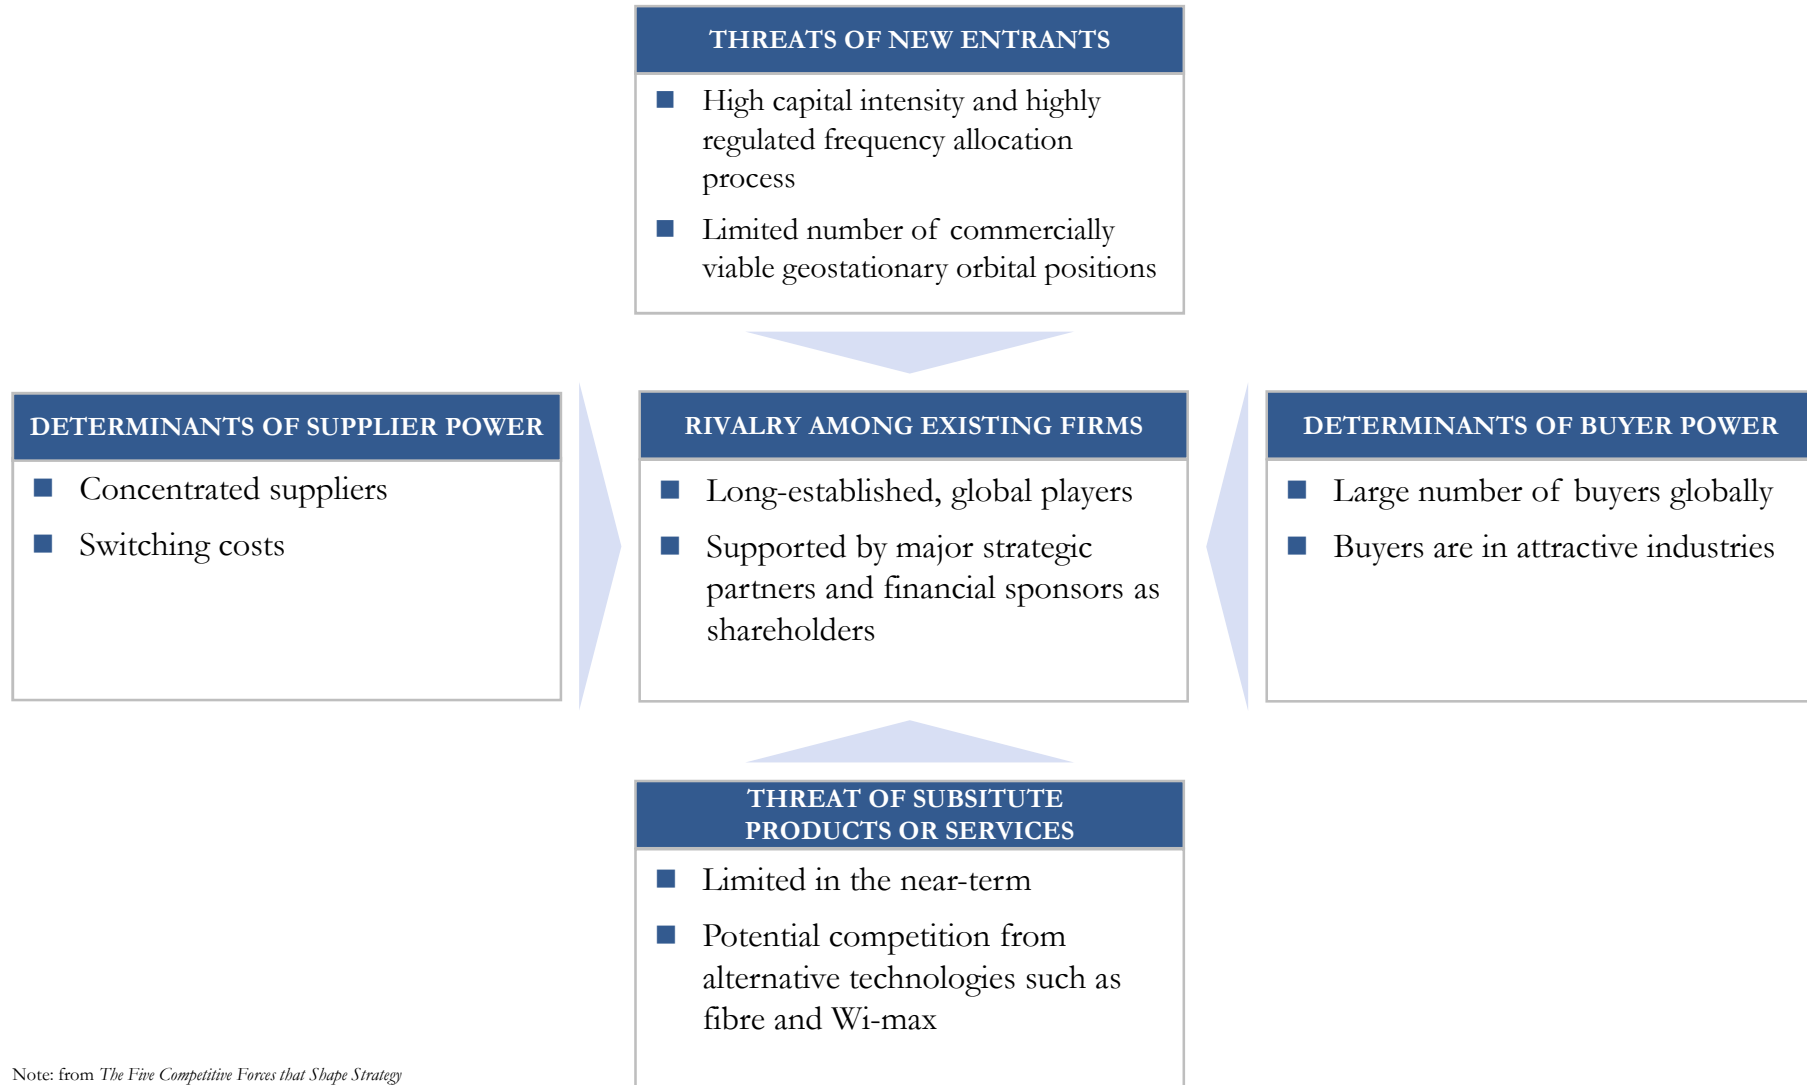 THREATS OF NEW ENTRANTS
High capital intensity and highly
regulated frequency allocation
process
Limited number of commercially
viable geostationary orbital positions
DETERMINANTS OF SUPPLIER POWER
Concentrated suppliers
Switching costs
RIVALRY AMONG EXISTING FIRMS
Long-established, global players
Supported by major strategic
partners and financial sponsors as
shareholders
DETERMINANTS OF BUYER POWER
Large number of buyers globally
Buyers are in attractive industries
THREAT OF SUBSITUTE
PRODUCTS OR SERVICES
Limited in the near-term
Potential competition from
alternative technologies such as
fibre and Wi-max
Note: from The Five Competitive Forces that Shape Strategy